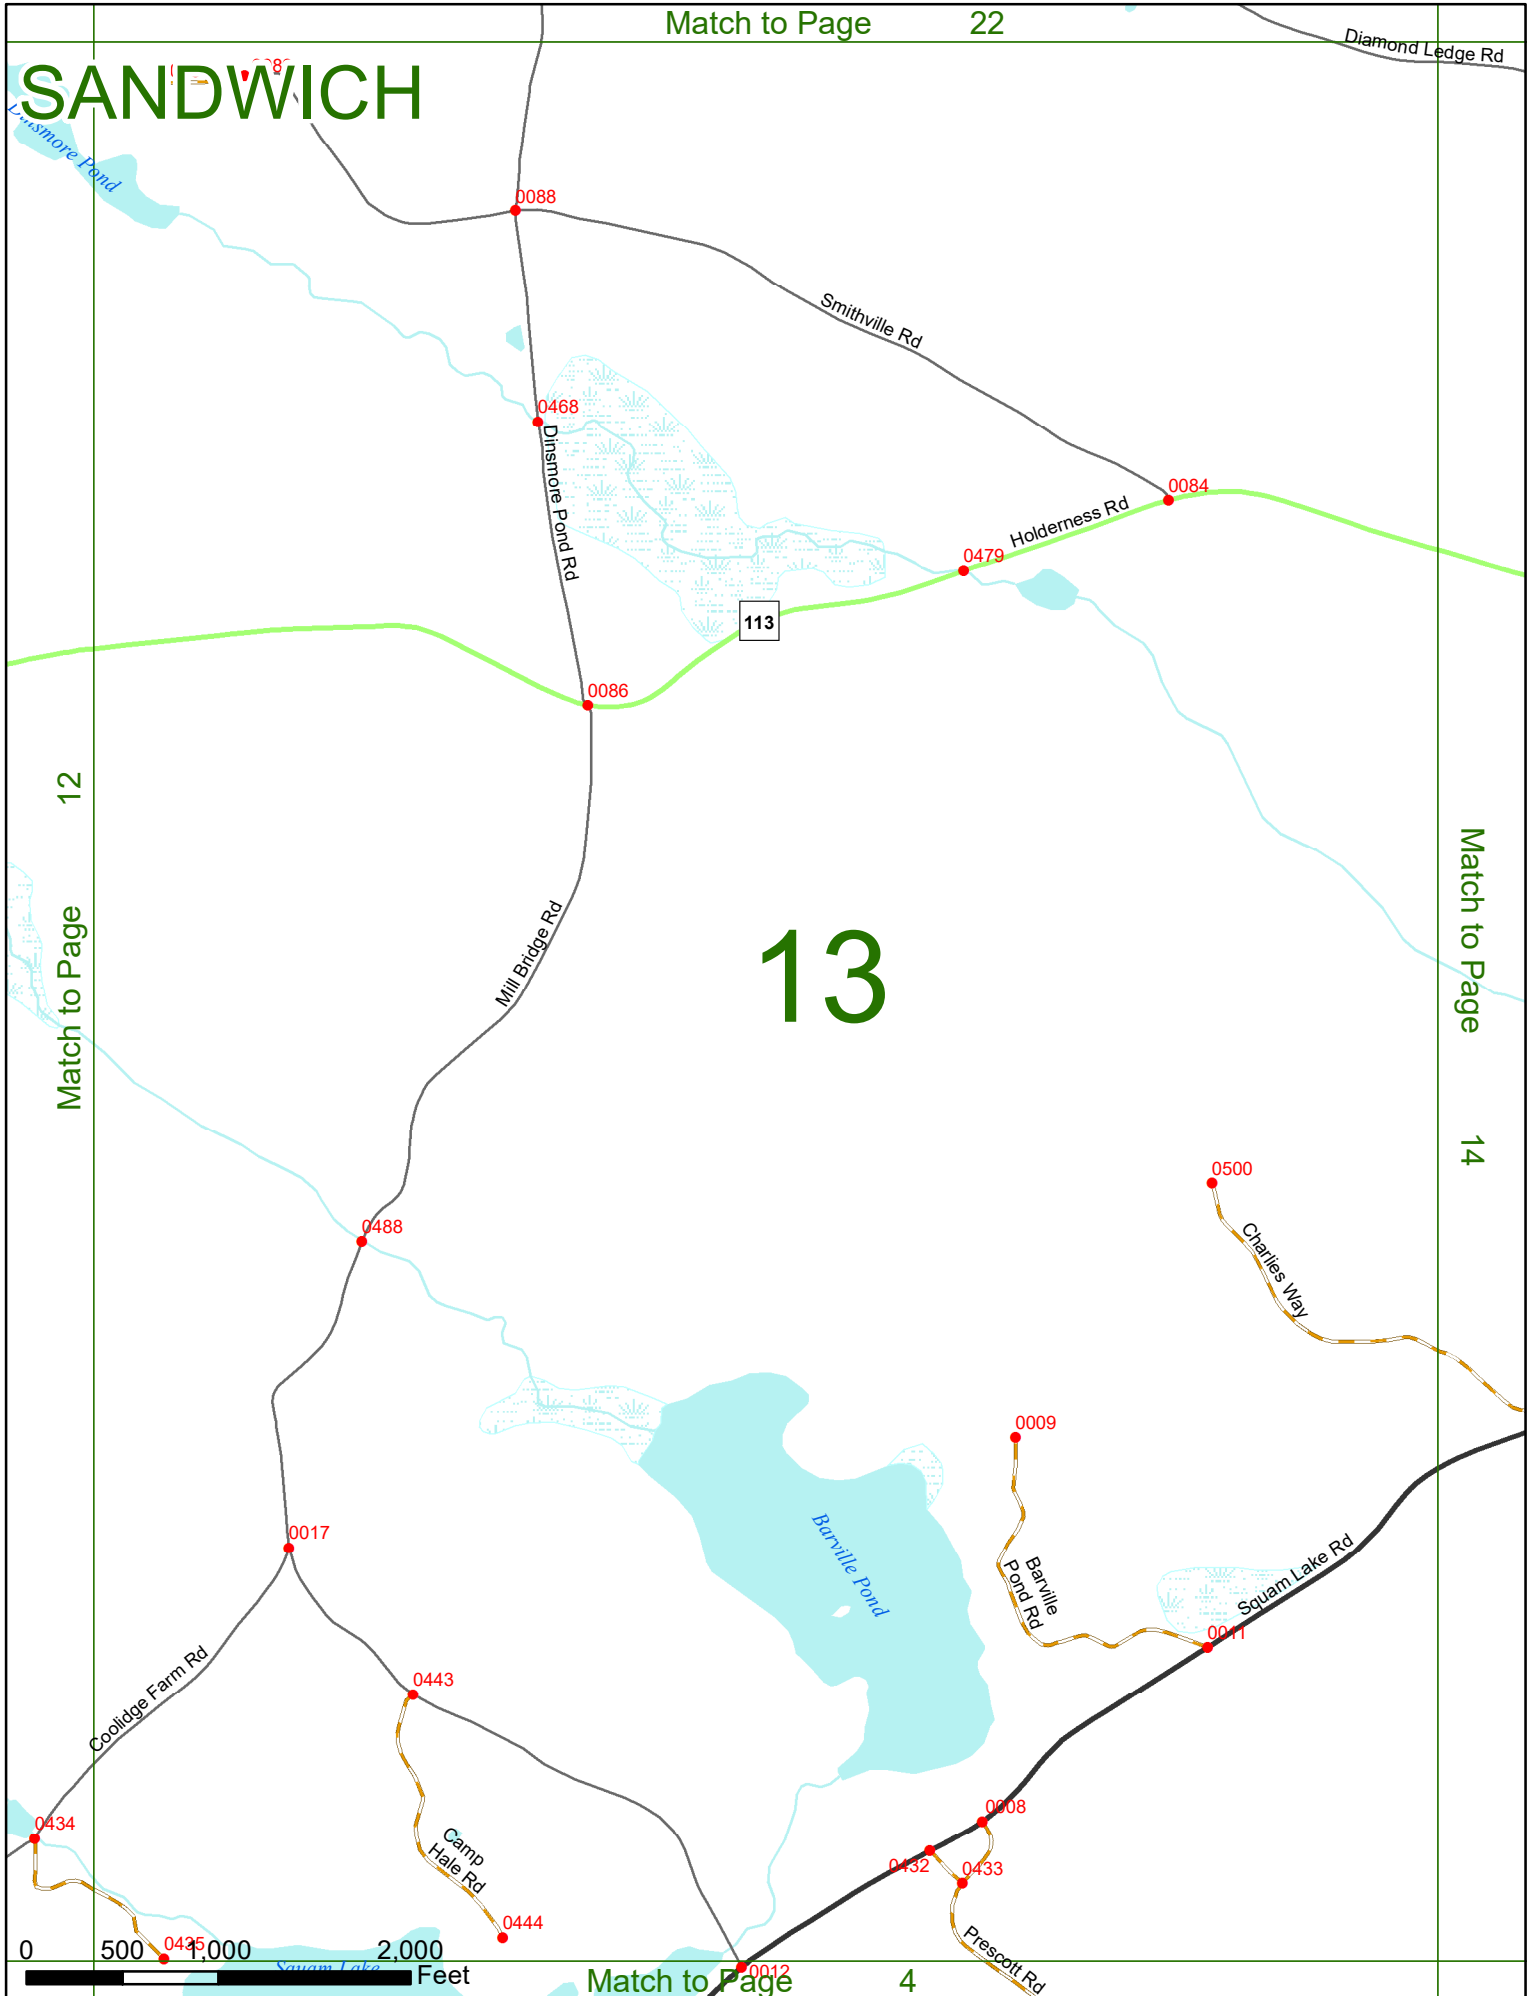 Match to Page 22
Diamond Ledge Rd
SANDWICH
Dinsmore Pond
0088
Smithville Rd
0468
Dinsmore Pond Rd
0084
Holderness Rd
0479
113
0086
Match to Page 12
Mill Bridge Rd
13
Match to Page 14
0500
0488
Charlies Way
0009
Barville Pond
0017
Barville
Pond Rd
Squam Lake Rd
0011
Coolidge Farm Rd
0443
0008
0434
Camp
Hale Rd
0432
0433
0444
Prescott Rd
0435
0 500 1,000 2,000
Feet
Squam Lake
0012
Match to Page 4